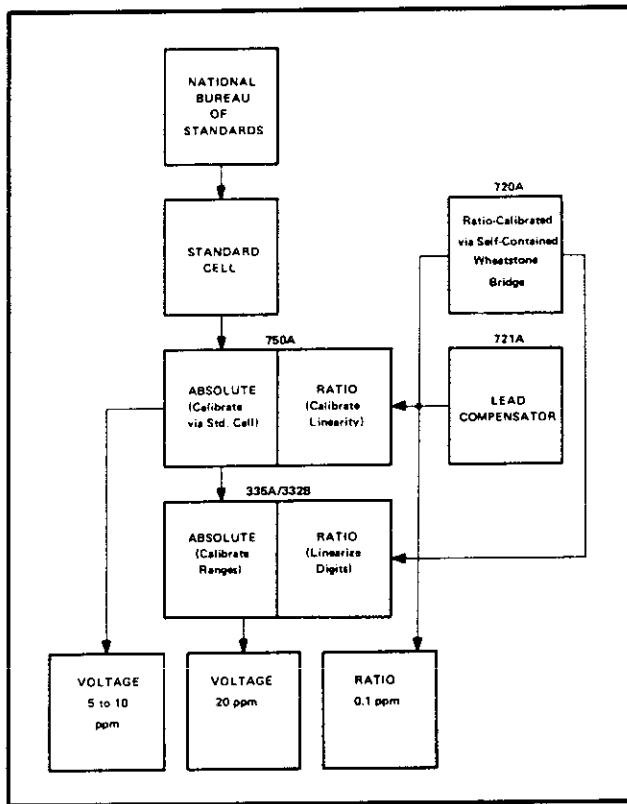 NATIONAL
BUREAU
OF
STANDARDS
720A
Ratio-Calibrated
via Self-Contained
Wheatstone
Bridge
STANDARD
CELL
750A
721A
ABSOLUTE
(Calibrate
via Std. Cell)
RATIO
(Calibrate
Linearity)
LEAD
COMPENSATOR
335A/332B
ABSOLUTE
(Calibrate
Ranges)
RATIO
(Linearize
Digits)
VOLTAGE
5 to 10
ppm
VOLTAGE
20 ppm
RATIO
0.1 ppm